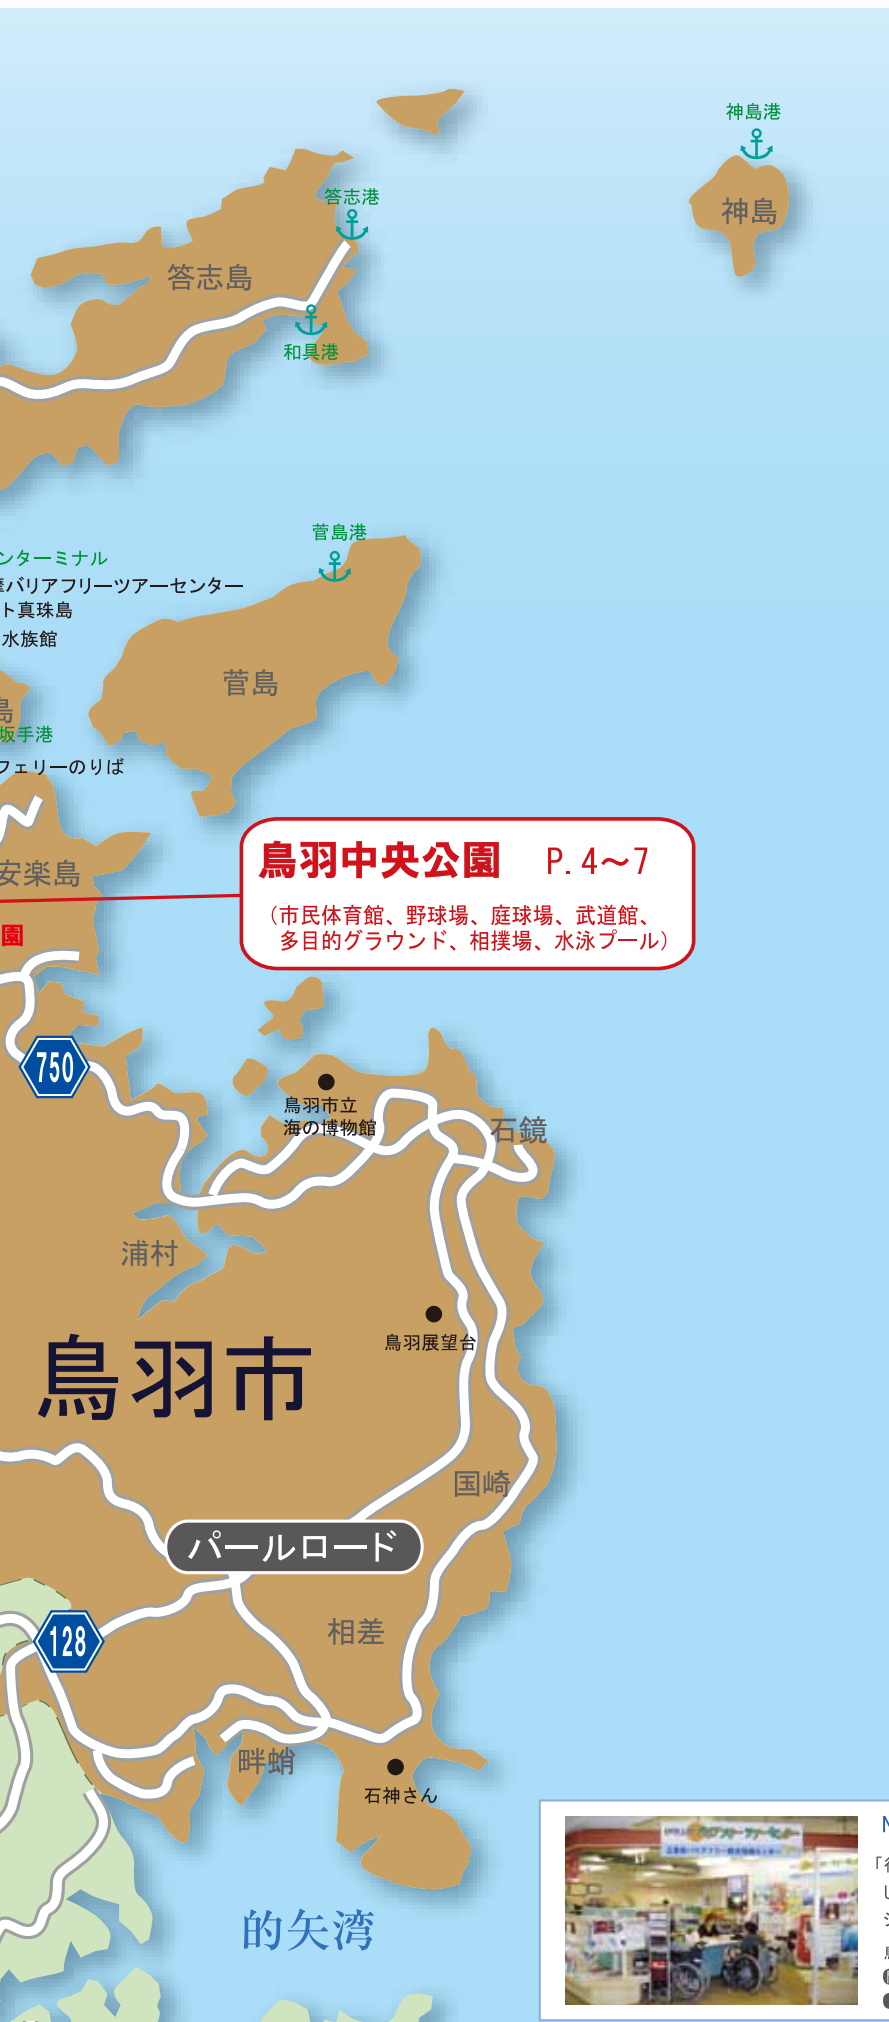 神島港
神島
答志港
答志島
和具港
菅島港
ンターミナル
バリアフリーツアーセンター
ト真珠島
水族館
菅島
島
坂手港
フェリーのりば
安楽島
鳥羽中央公園 P.4～7
（市民体育館、野球場、庭球場、武道館、
多目的グラウンド、相撲場、水泳プール）
園
750
鳥羽市立
海の博物館
石鏡
浦村
鳥羽展望台
鳥羽市
国崎
パールロード
相差
128
畔蛸
石神さん
的矢湾